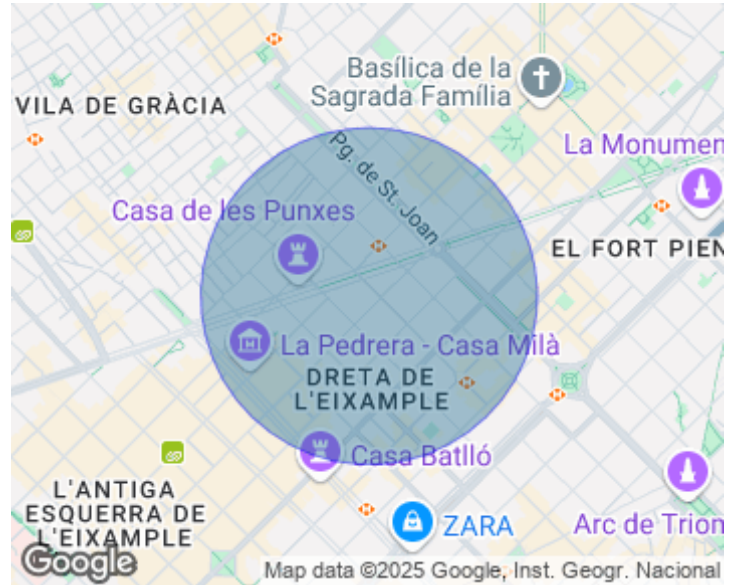 Basílica de la
Sagrada Família
VILA DE GRÀCIA
Pg. de St. Joan
La Monumen
Casa de les Punxes
EL FORT PIEN
La Pedrera - Casa Milà
DRETA DE
L'EIXAMPLE
Casa Batlló
L'ANTIGA
ESQUERRA DE
L'EIXAMPLE
ZARA
Arc de Trion
Google
Map data ©2025 Google, Inst. Geogr. Nacional